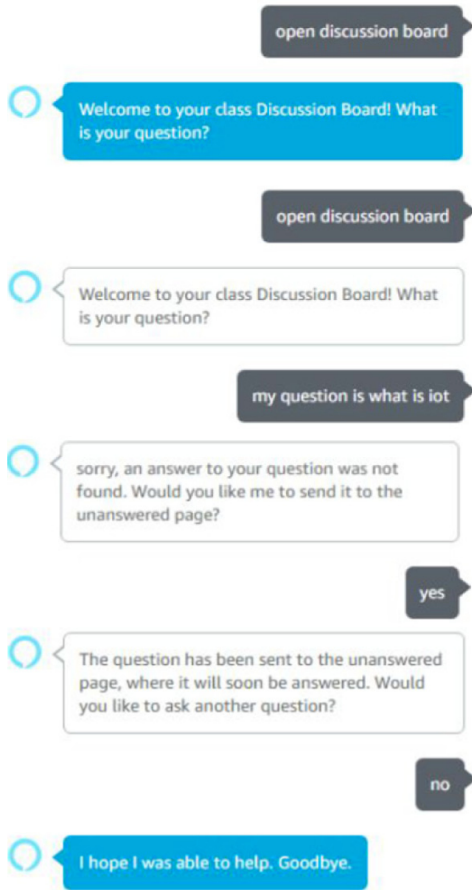 open discussion board
Welcome to your class Discussion Board! What
is your question?
open discussion board
Welcome to your class Discussion Board! What
is your question?
my question is what is iot
sorry, an answer to your question was not
found. Would you like me to send it to the
unanswered page?
yes
The question has been sent to the unanswered
page, where it will soon be answered. Would
you like to ask another question?
no
I hope I was able to help. Goodbye.